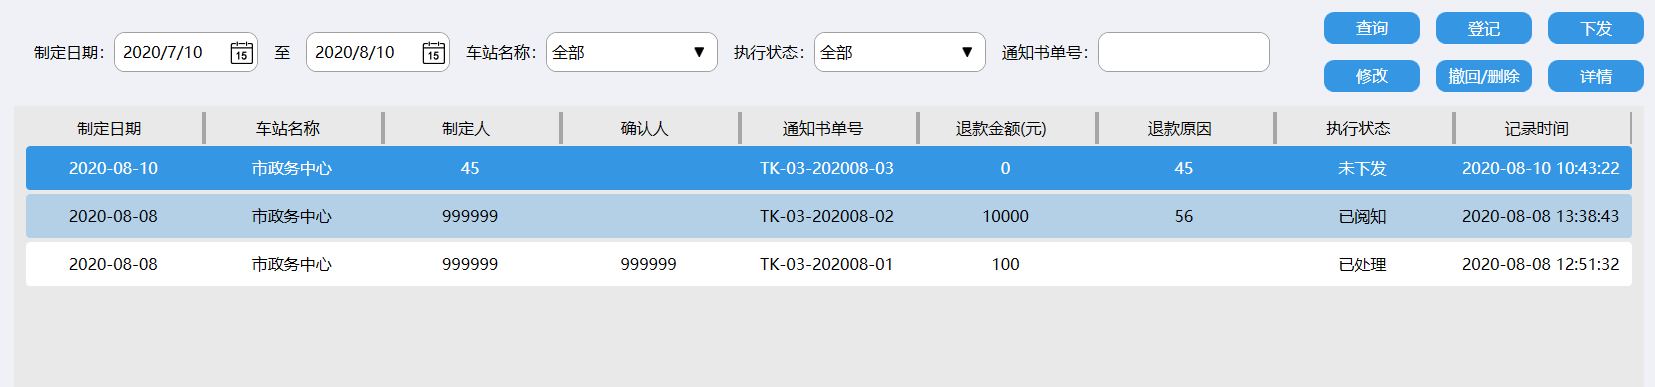 制定日期： 2020/7/10 15 至 2020/8/10 15 车站名称： 全部 ▼ 执行状态： 全部 ▼ 通知书单号：
查询 登记 下发
修改 撤回/删除 详情
制定日期 车站名称 制定人 确认人 通知书单号 退款金额(元) 退款原因 执行状态 记录时间
2020-08-10 市政务中心 45 TK-03-202008-03 0 45 未下发 2020-08-10 10:43:22
2020-08-08 市政务中心 999999 TK-03-202008-02 10000 56 已阅知 2020-08-08 13:38:43
2020-08-08 市政务中心 999999 999999 TK-03-202008-01 100 已处理 2020-08-08 12:51:32